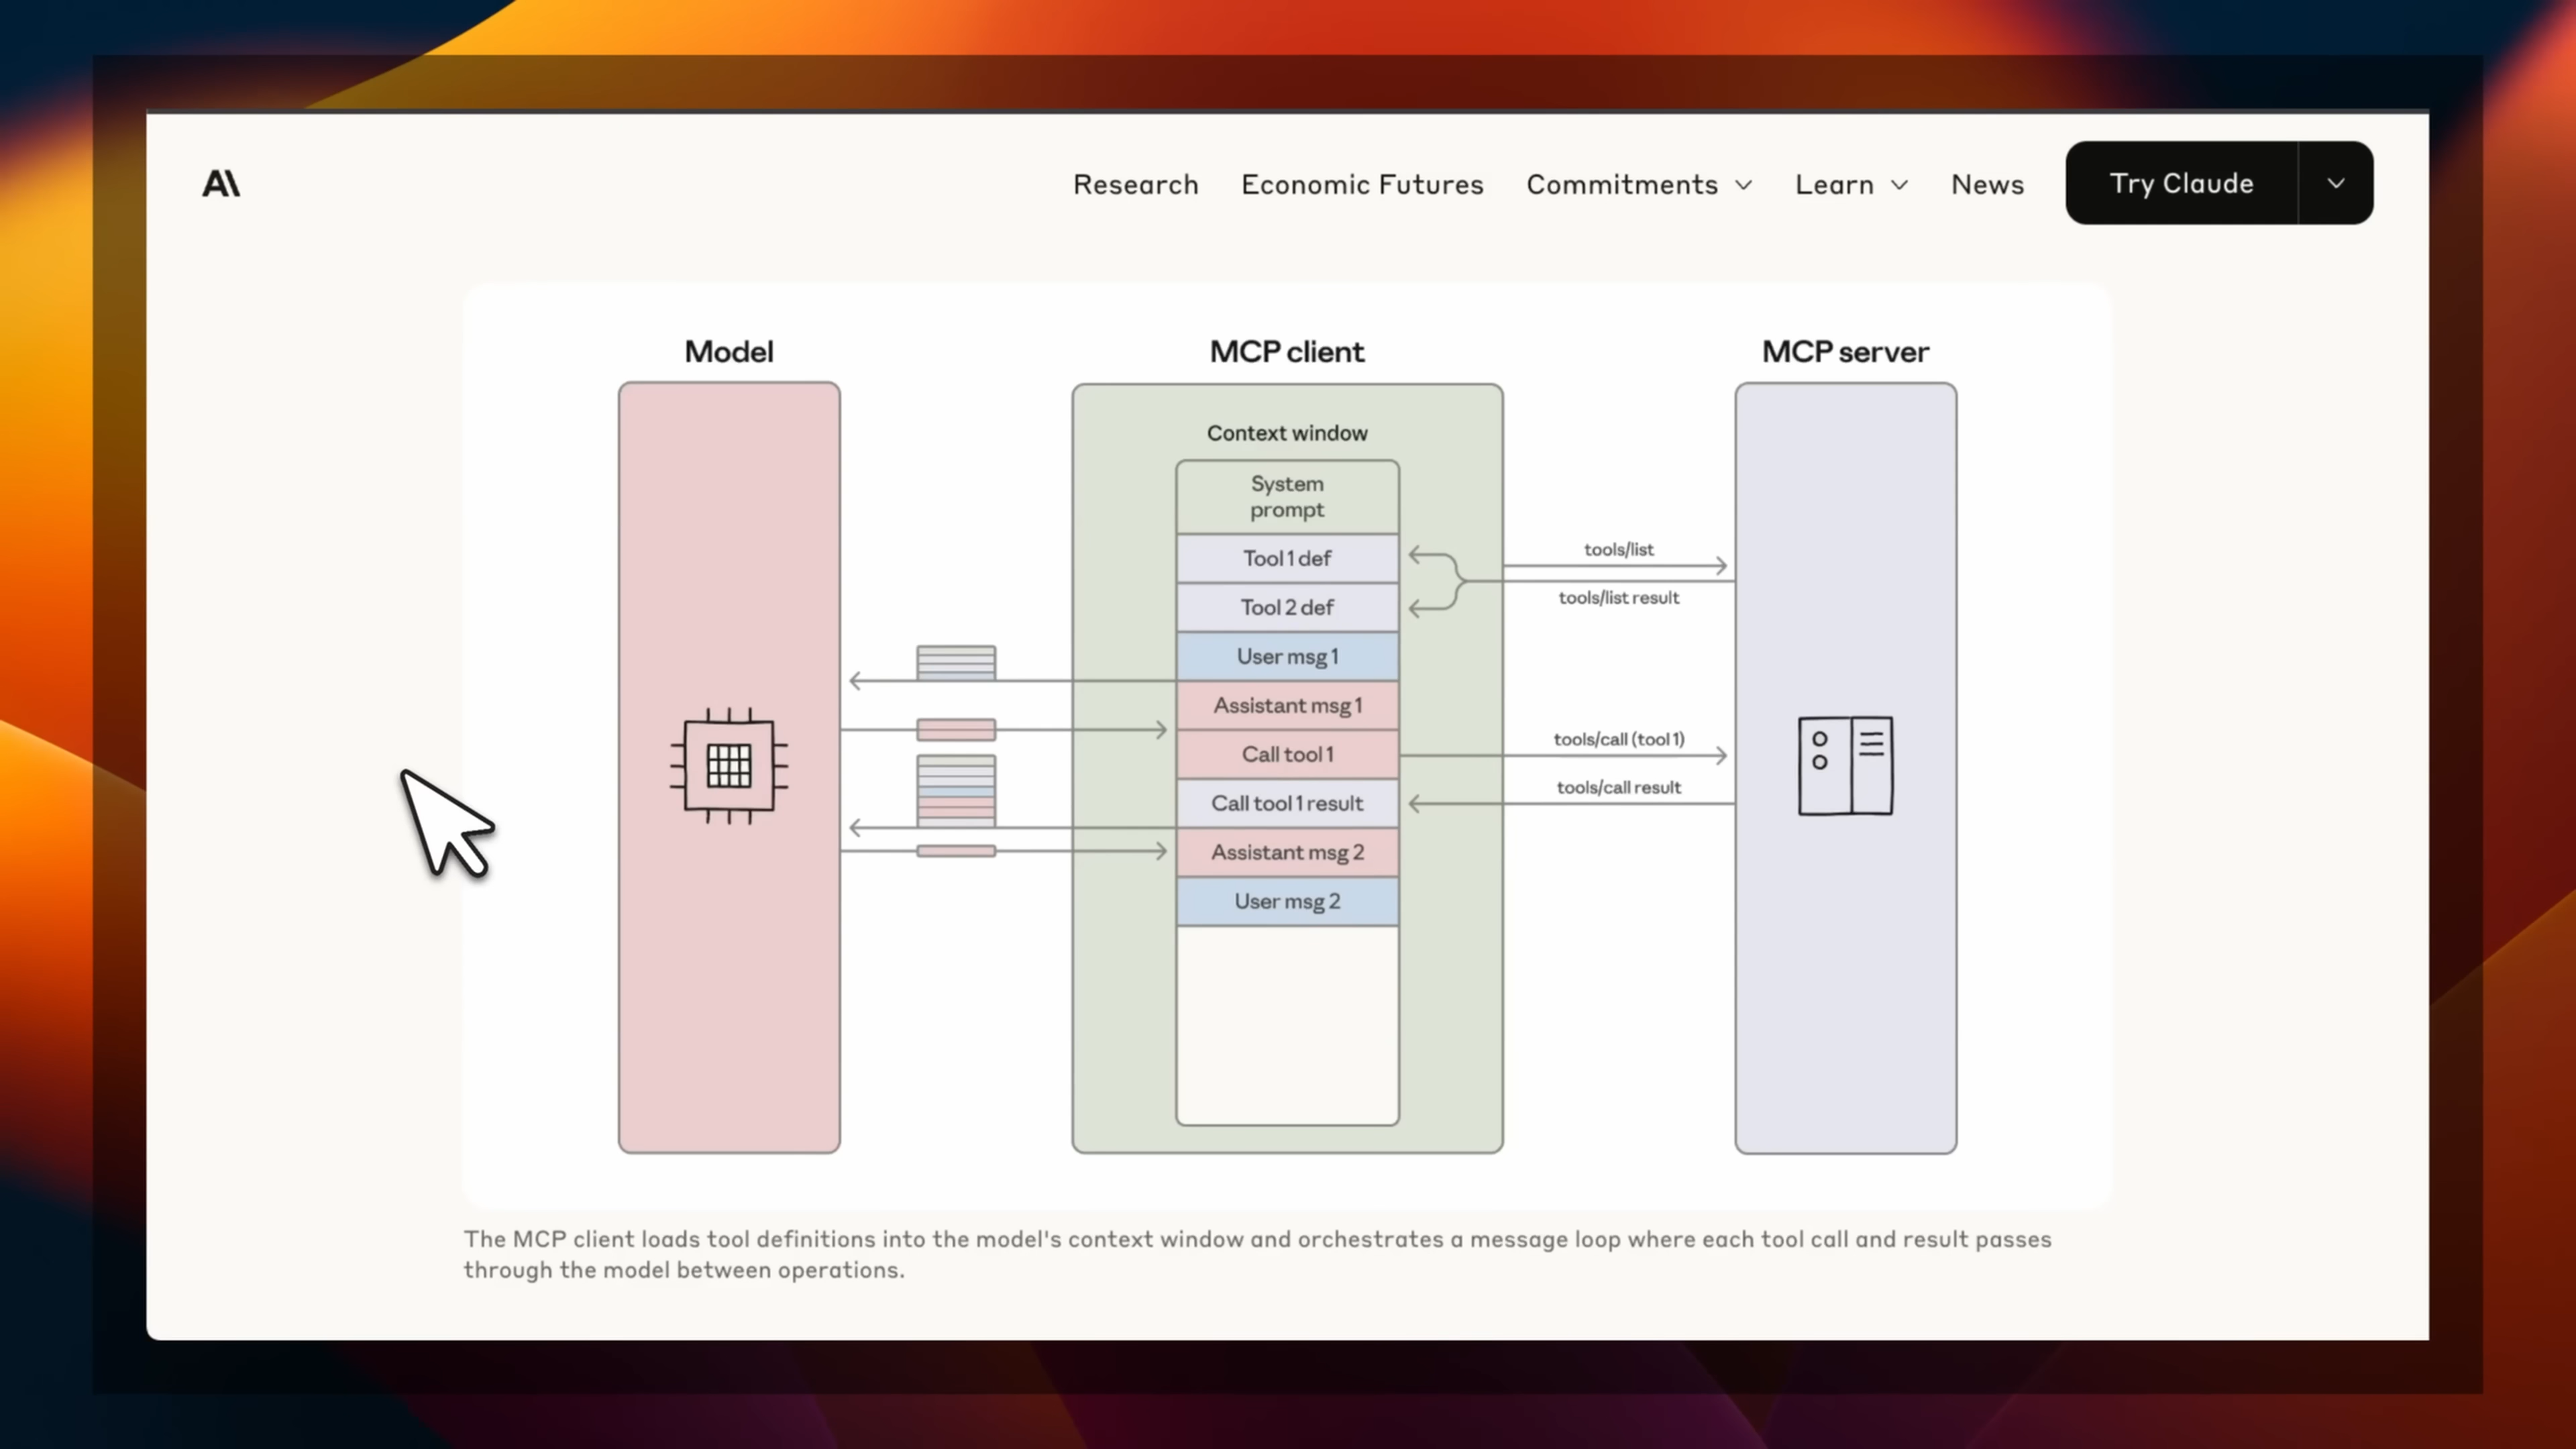 A\
Research Economic Futures Commitments Learn News Try Claude
Model
MCP client
MCP server
Context window
System
prompt
Tool 1 def
Tool 2 def
User msg 1
Assistant msg 1
Call tool 1
Call tool 1 result
Assistant msg 2
User msg 2
tools/list
tools/list result
tools/call (tool 1)
tools/call result
The MCP client loads tool definitions into the model's context window and orchestrates a message loop where each tool call and result passes
through the model between operations.